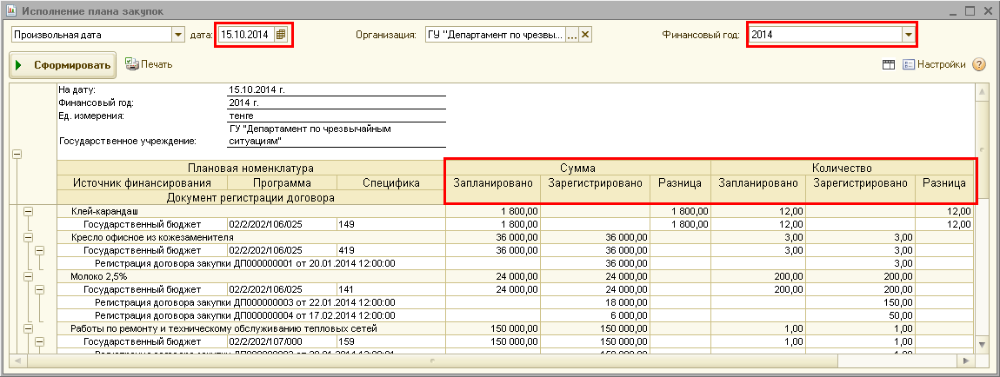 Исполнение плана закупок
Произвольная дата дата: 15.10.2014 Организация: ГУ "Департамент по чрезвы... ... Финансовый год: 2014
Сформировать Печать Настройки ?
На дату: 15.10.2014 г.
Финансовый год: 2014 г.
Ед. измерения: тенге
ГУ "Департамент по чрезвычайным
Государственное учреждение: ситуациям"
Плановая номенклатура Сумма Количество
Источник финансирования Программа Специфика Запланировано Зарегистрировано Разница Запланировано Зарегистрировано Разница
Документ регистрации договора
Клей-карандаш 1 800,00 1 800,00 12,00 12,00
Государственный бюджет 02/2/202/106/025 149 1 800,00 1 800,00 12,00 12,00
Кресло офисное из кожезаменителя 36 000,00 36 000,00 3,00 3,00
Государственный бюджет 02/2/202/106/025 419 36 000,00 36 000,00 3,00 3,00
Регистрация договора закупки ДП000000001 от 20.01.2014 12:00:00 36 000,00 3,00
Молоко 2,5% 24 000,00 24 000,00 200,00 200,00
Государственный бюджет 02/2/202/106/025 141 24 000,00 24 000,00 200,00 200,00
Регистрация договора закупки ДП000000003 от 22.01.2014 12:00:00 18 000,00 150,00
Регистрация договора закупки ДП000000004 от 17.02.2014 12:00:00 6 000,00 50,00
Работы по ремонту и техническому обслуживанию тепловых сетей 150 000,00 150 000,00 1,00 1,00
Государственный бюджет 02/2/202/107/000 159 150 000,00 150 000,00 1,00 1,00